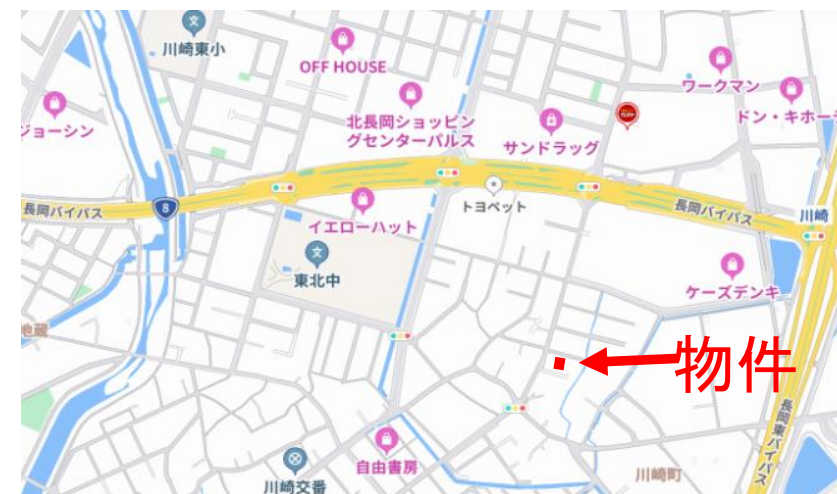 川崎東小
OFF HOUSE
ワークマン
ジョーシン
北長岡ショッピン
グセンターパルス
サンドラッグ
ドン・キホーテ
長岡バイパス
8
イエローハット
トヨペット
長岡バイパス
川崎
東北中
ケーズデンキ
地蔵
物件
長岡東バイパス
自由書房
川崎交番
川崎町